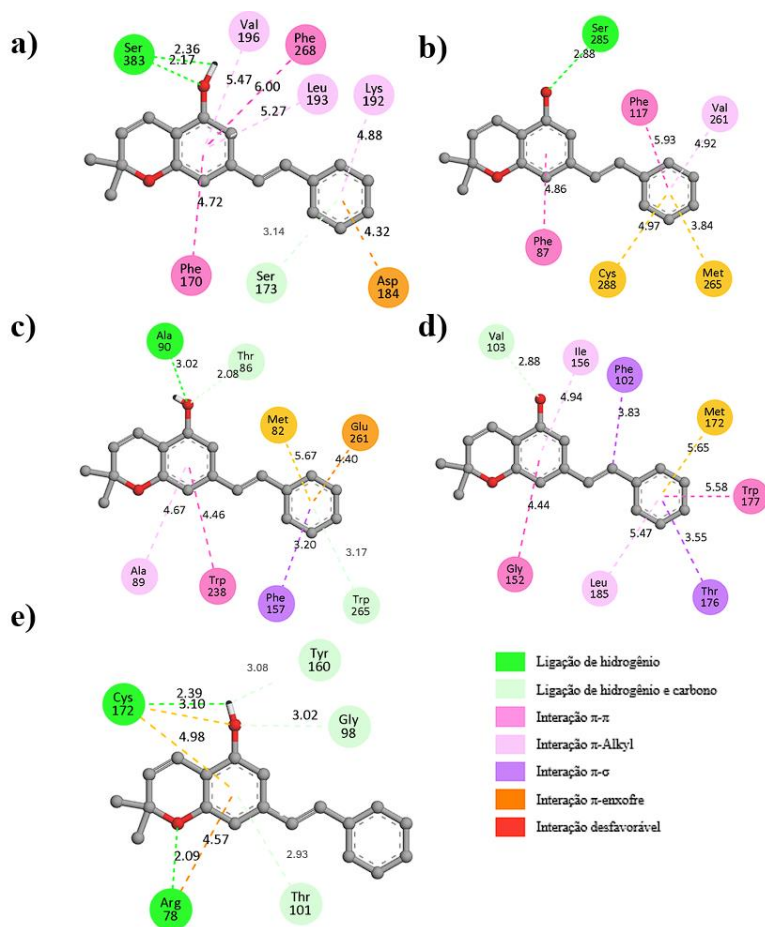 a)
Ser
383
2.36
2.17
Val
196
Phe
268
5.47
6.00
Leu
193
5.27
Lys
192
4.88
4.72
3.14
4.32
Phe
170
Ser
173
Asp
184
b)
Ser
285
2.88
Phe
117
Val
261
5.93
4.92
4.86
4.97
3.84
Phe
87
Cys
288
Met
265
c)
Ala
90
3.02
Thr
86
2.08
Met
82
Glu
261
5.67
4.40
4.67
4.46
3.20
3.17
Ala
89
Trp
238
Phe
157
Trp
265
d)
Val
103
2.88
Ile
156
4.94
Phe
102
3.83
Met
172
5.65
5.58
Trp
177
4.44
5.47
3.55
Gly
152
Leu
185
Thr
176
e)
Cys
172
2.39
3.10
4.98
3.08
Tyr
160
3.02
Gly
98
4.57
2.09
2.93
Arg
78
Thr
101
Ligação de hidrogênio
Ligação de hidrogênio e carbono
Interação π-π
Interação π-Alkyl
Interação π-σ
Interação π-enxofre
Interação desfavorável